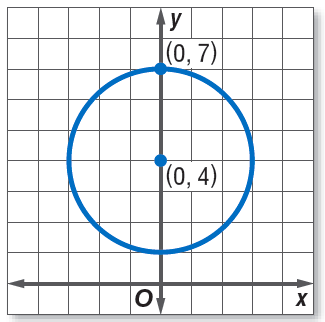 y
(0, 7)
(0, 4)
O
x